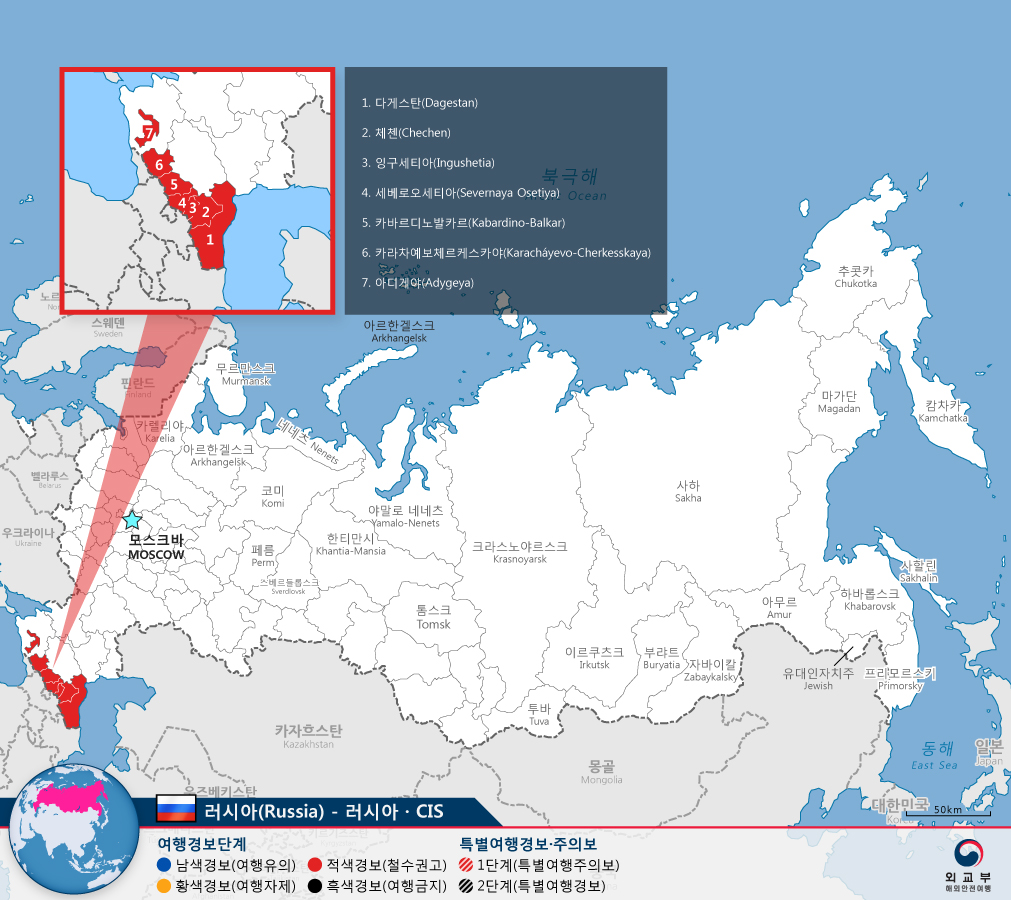 1. 다게스탄(Dagestan)
2. 체첸(Chechen)
3. 잉구세티아(Ingushetia)
4. 세베로오세티아(Severnaya Osetiya)
5. 카바르디노발카르(Kabardino-Balkar)
6. 카라차예보체르케스카야(Karacháyevo-Cherkesskaya)
7. 아디게야(Adygeya)
북극해
Ocean
7
6
5
4
3
2
1
노르
스웨덴
Sweden
핀란드
Finland
아르한겔스크
Arkhangelsk
무르만스크
Murmansk
카렐리야
Karelia
아르한겔스크
Arkhangelsk
네네츠 Nenets
추콧카
Chukotka
마가단
Magadan
캄차카
Kamchatka
벨라루스
Belarus
우크라이나
Ukraine
코미
Komi
야말로 네네츠
Yamalo-Nenets
사하
Sakha
모스크바
MOSCOW
페름
Perm
한티만시
Khantia-Mansia
크라스노야르스크
Krasnoyarsk
스베르들롭스크
Sverdlovsk
톰스크
Tomsk
사할린
Sakhalin
하바롭스크
Khabarovsk
아무르
Amur
이르쿠츠크
Irkutsk
부랴트
Buryatia
자바이칼
Zabaykalsky
유대인자치주
Jewish
프리모르스키
Primorsky
투바
Tuva
카자흐스탄
Kazakhstan
몽골
Mongolia
동해
East Sea
일본
Japan
우즈베키스탄
대한민국
50km
러시아(Russia) - 러시아 · CIS
여행경보단계
남색경보(여행유의)
적색경보(철수권고)
황색경보(여행자제)
흑색경보(여행금지)
특별여행경보·주의보
1단계(특별여행주의보)
2단계(특별여행경보)
외교부
해외안전여행